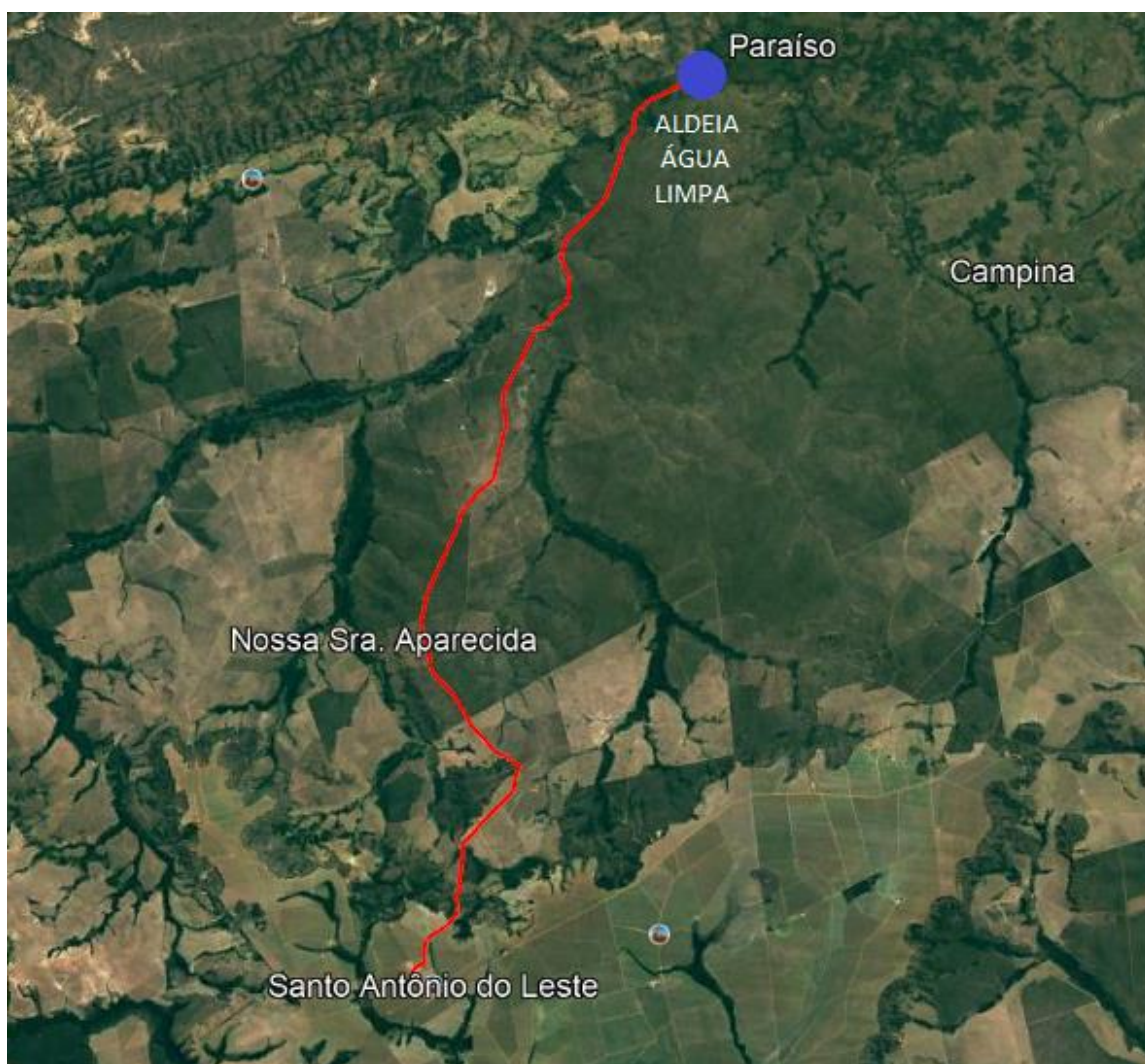 Paraíso
ALDEIA
ÁGUA
LIMPA
Campina
Nossa Sra. Aparecida
Santo Antônio do Leste